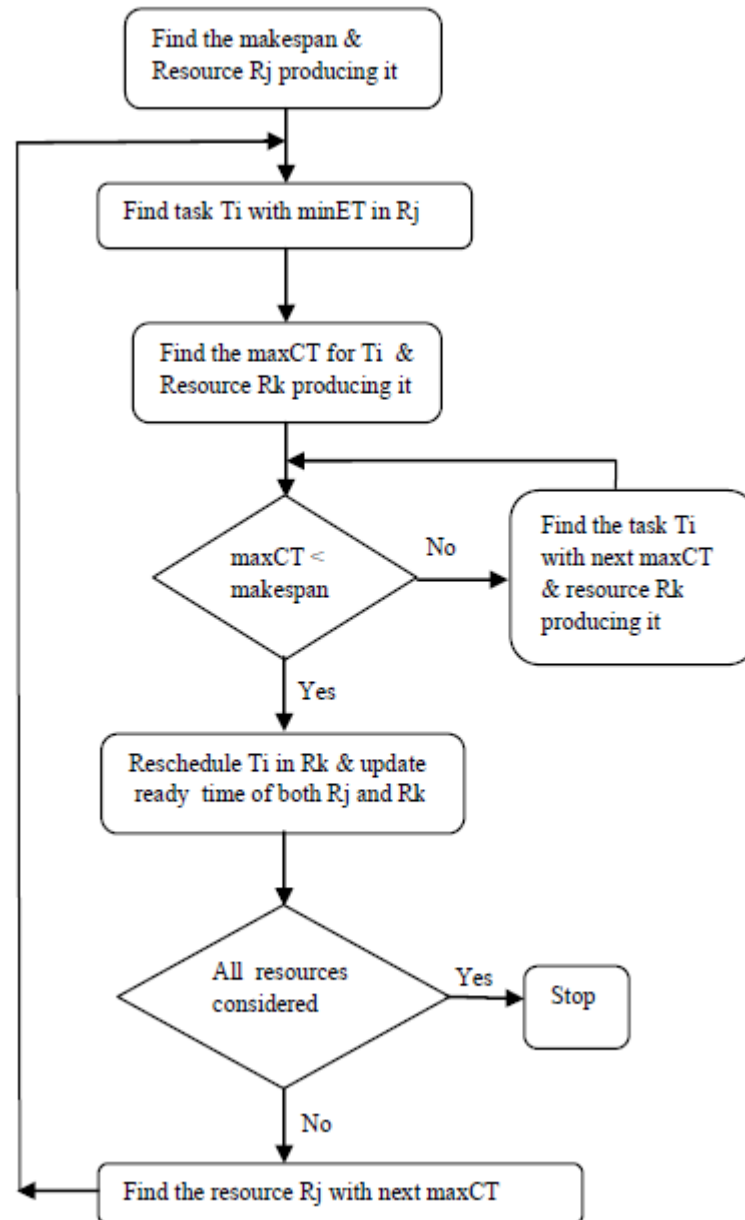 Find the makespan &
Resource Rj producing it
Find task Ti with minET in Rj
Find the maxCT for Ti &
Resource Rk producing it
maxCT <
makespan
No
Find the task Ti
with next maxCT
& resource Rk
producing it
Yes
Reschedule Ti in Rk & update
ready time of both Rj and Rk
All resources
considered
Yes
Stop
No
Find the resource Rj with next maxCT